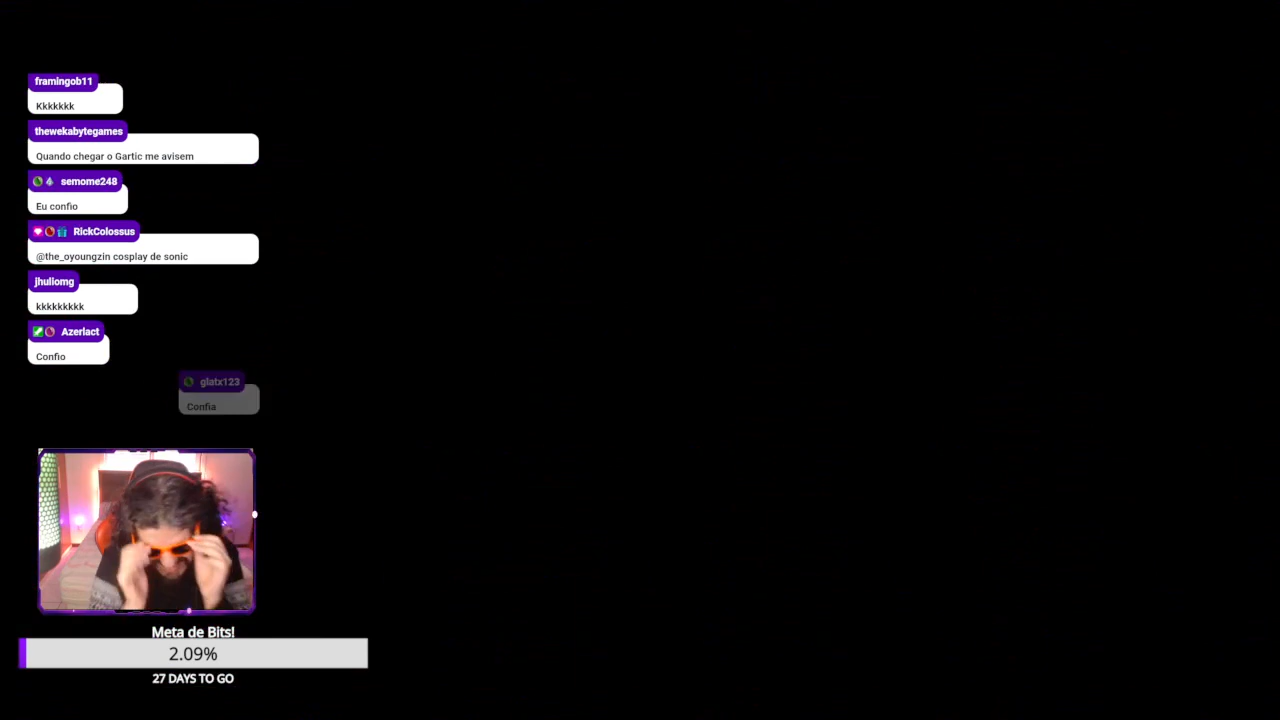 framingob11
Kkkkkkk
thewekabytegames
Quando chegar o Gartic me avisem
semome248
Eu confio
RickColossus
@the_oyoungzin cosplay de sonic
jhuliomg
kkkkkkkkk
Azerlact
Confio
glatx123
Confia
Meta de Bits!
2.09%
27 DAYS TO GO